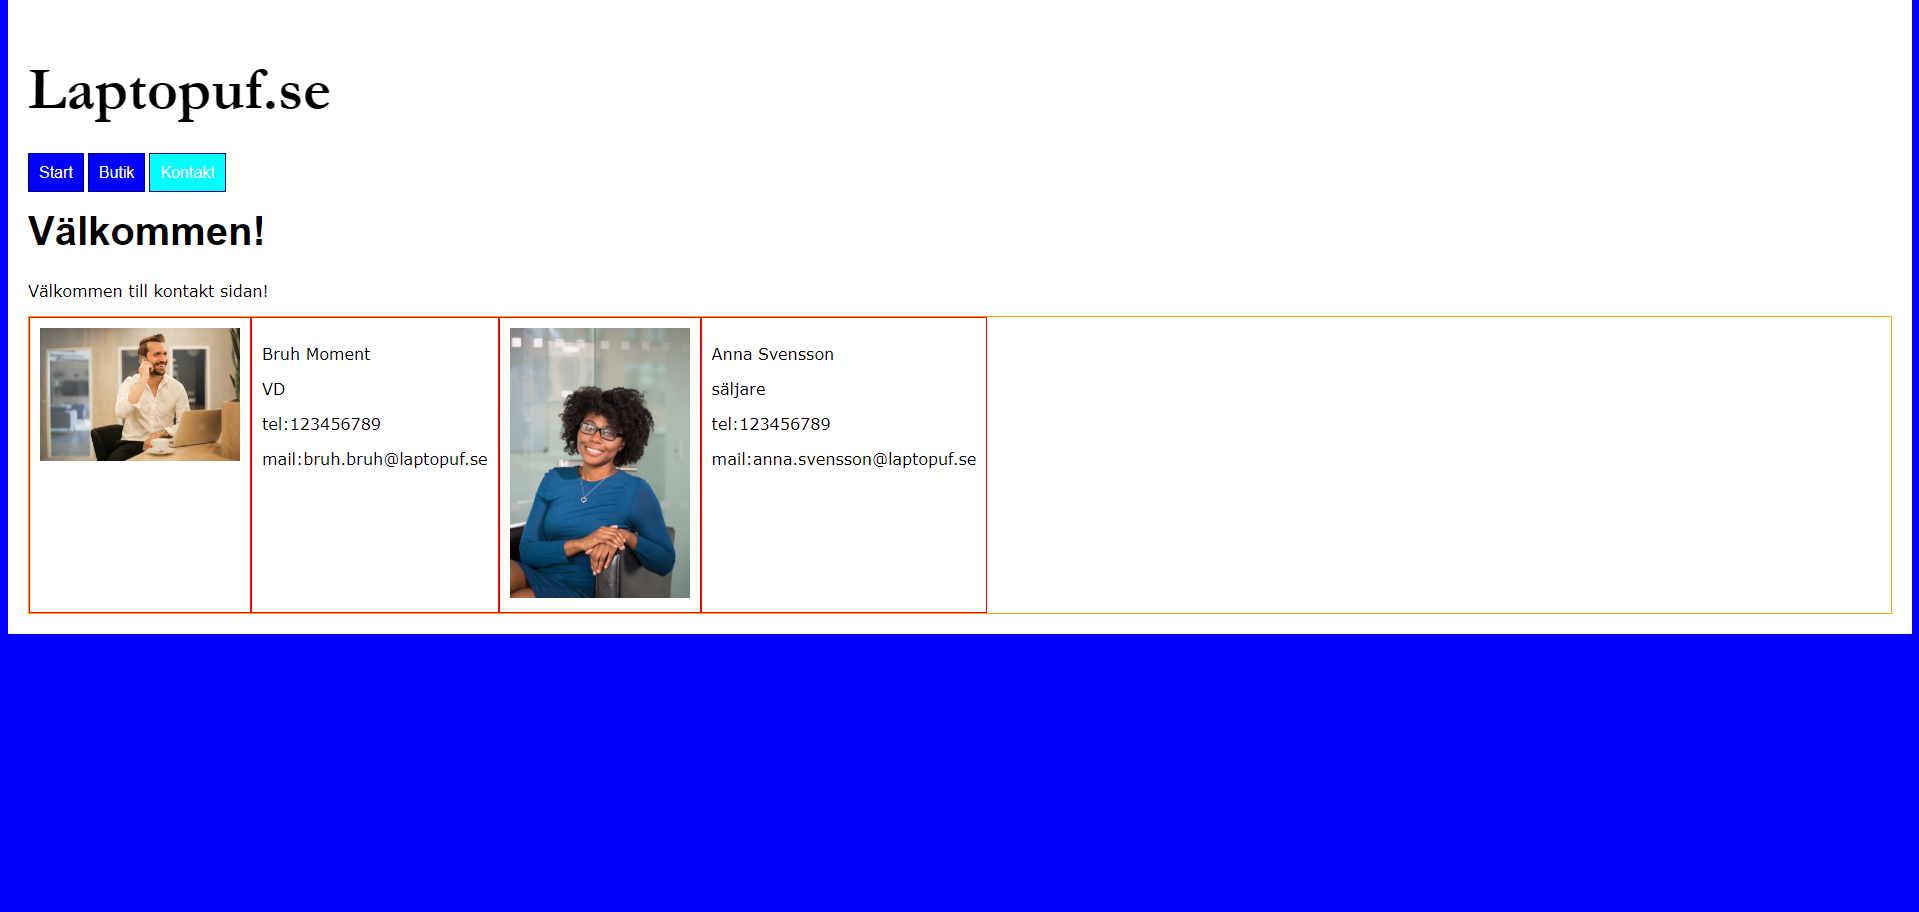 Laptopuf.se
Start Butik Kontakt
Välkommen!
Välkommen till kontakt sidan!
Bruh Moment
VD
tel:123456789
mail:bruh.bruh@laptopuf.se
Anna Svensson
säljare
tel:123456789
mail:anna.svensson@laptopuf.se